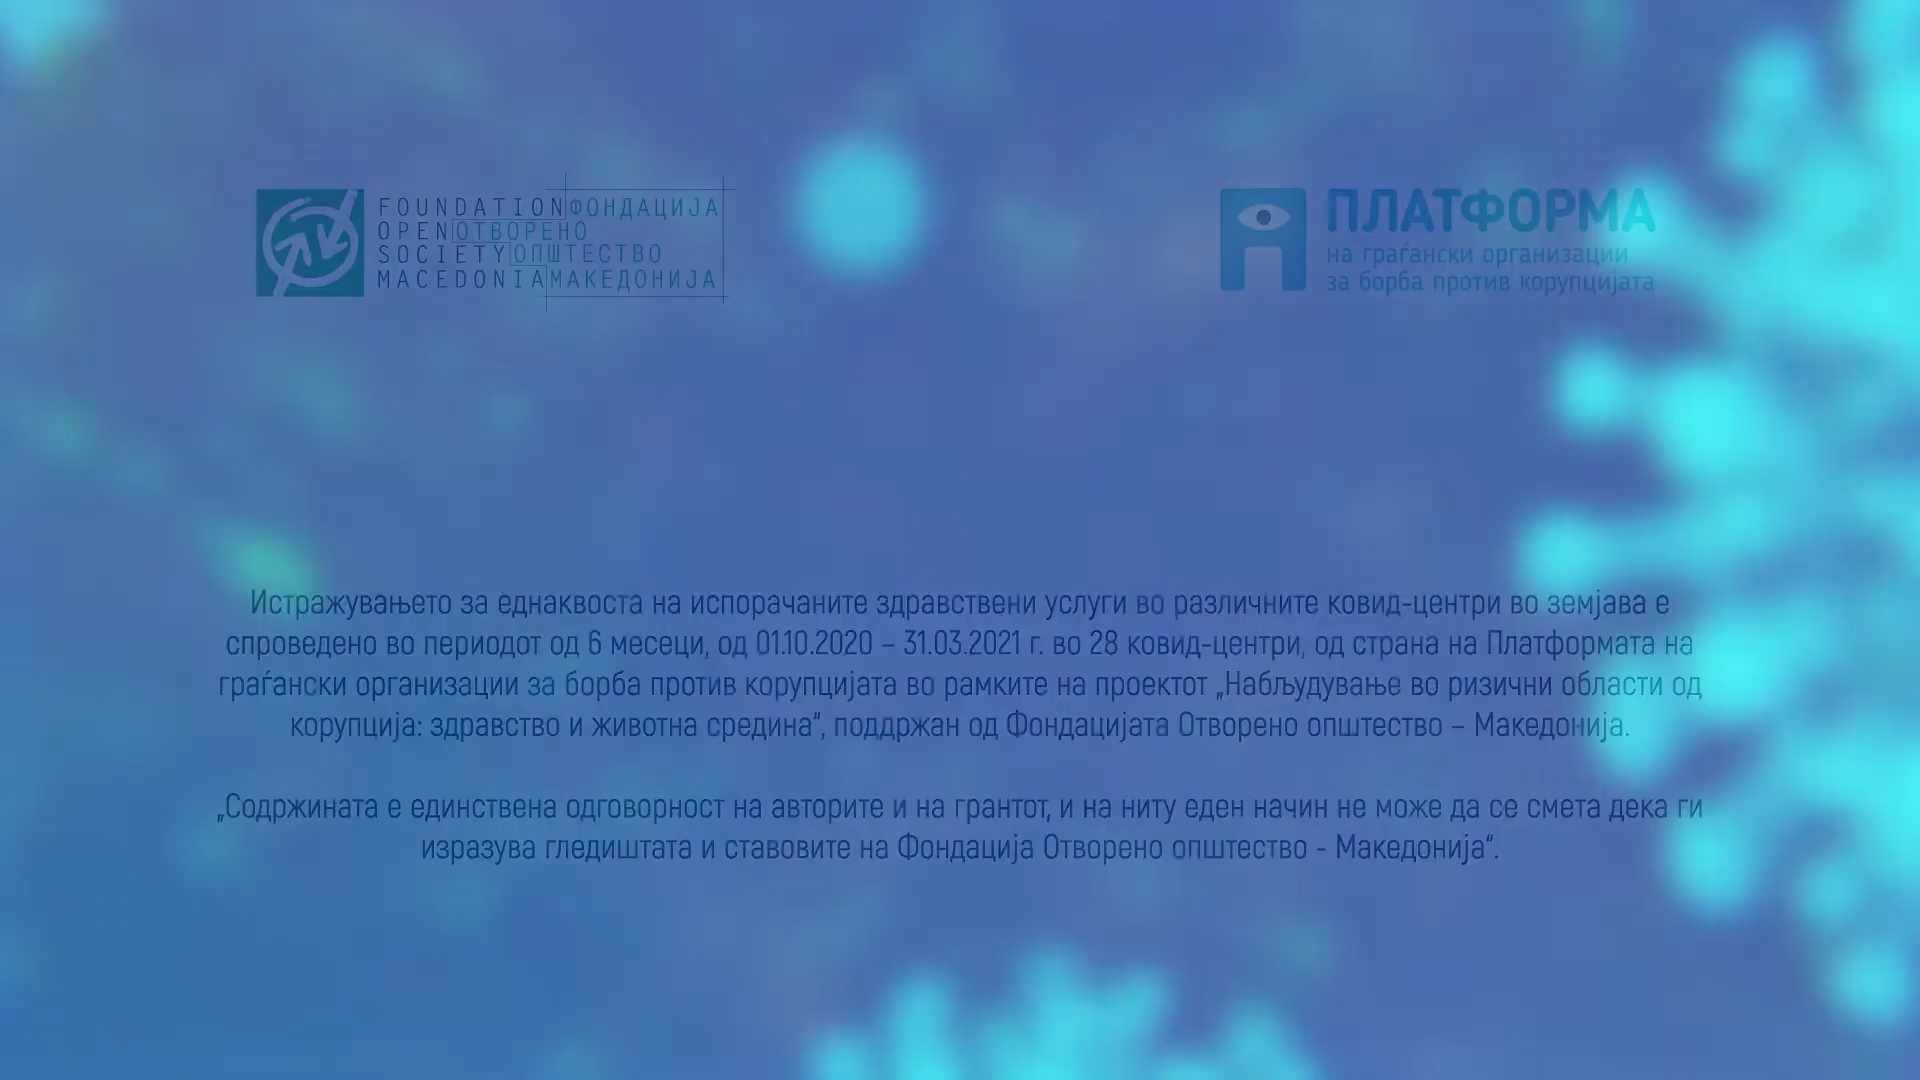 FOUNDATION ФОНДАЦИЈА
OPEN ОТВОРЕНО
SOCIETY ОПШТЕСТВО
MACEDONIA МАКЕДОНИЈА
ПЛАТФОРМА
на граѓански организации
за борба против корупцијата
Истражувањето за еднаквоста на испорачаните здравствени услуги во различните ковид-центри во земјава е
спроведено во периодот од 6 месеци, од 01.10.2020 – 31.03.2021 г. во 28 ковид-центри, од страна на Платформата на
граѓански организации за борба против корупцијата во рамките на проектот „Набљудување во ризични области од
корупција: здравство и животна средина“, поддржан од Фондацијата Отворено општество – Македонија.
„Содржината е единствена одговорност на авторите и на грантот, и на ниту еден начин не може да се смета дека ги
изразува гледиштата и ставовите на Фондација Отворено општество - Македонија“.